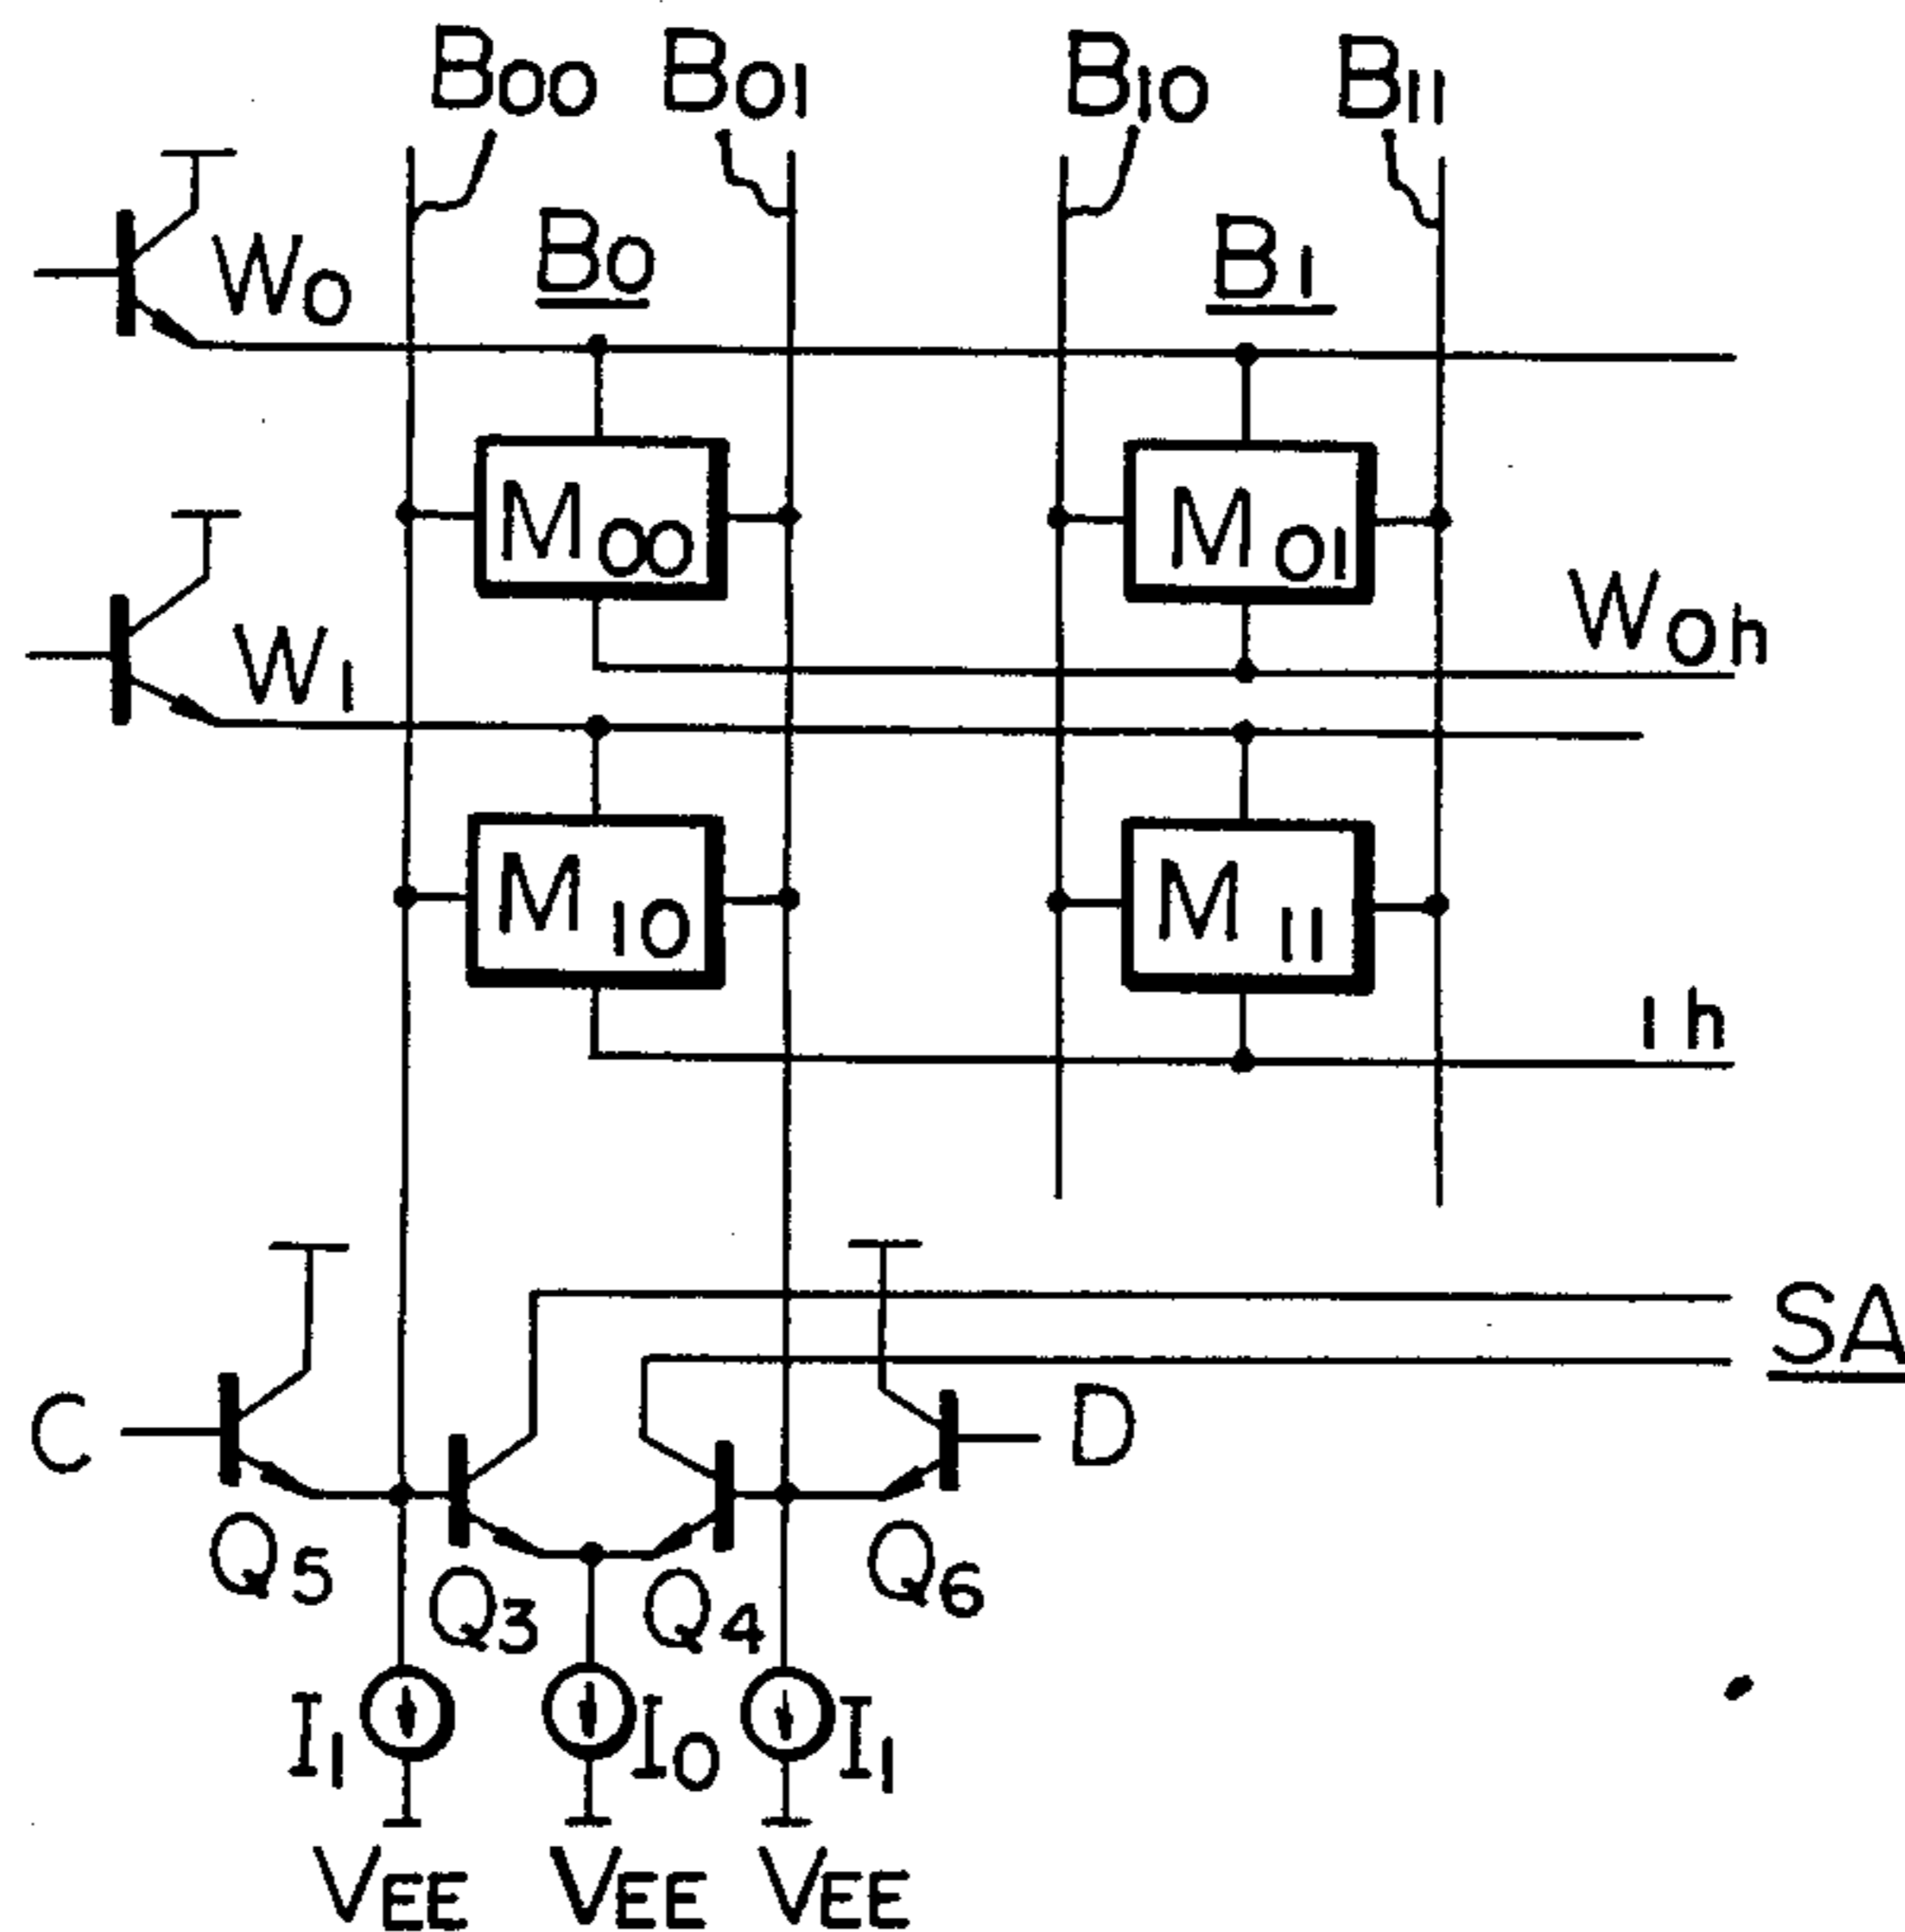 B00 B01 B10 B11
W0 B0 B1
M00 M01
W0h
W1
M10 M11
1h
SA
C D
Q5 Q3 Q4 Q6
I1 I0 I1
VEE VEE VEE